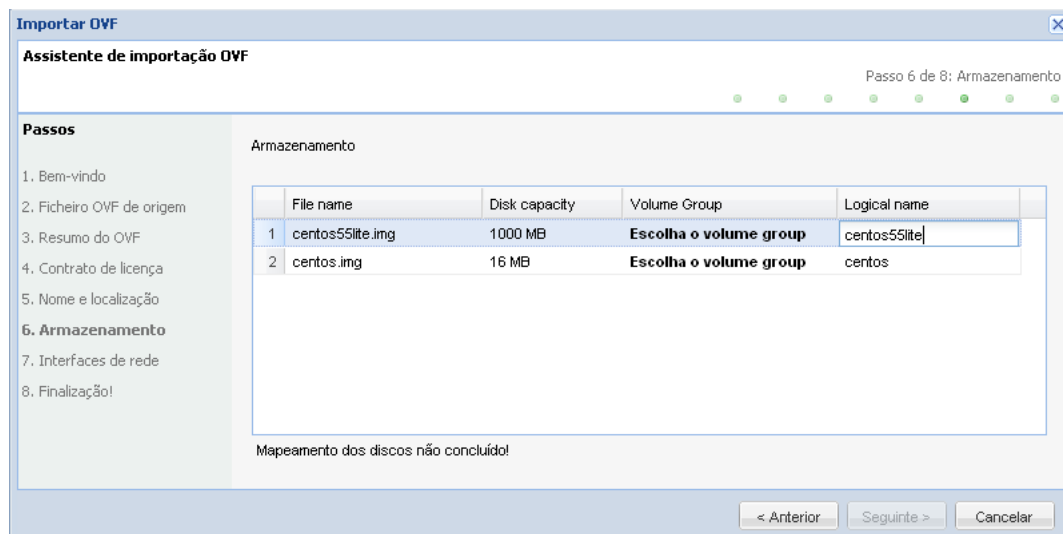 Importar OVF
Assistente de importação OVF
Passo 6 de 8: Armazenamento
Passos
1. Bem-vindo
2. Ficheiro OVF de origem
3. Resumo do OVF
4. Contrato de licença
5. Nome e localização
6. Armazenamento
7. Interfaces de rede
8. Finalização!
Armazenamento
File name Disk capacity Volume Group Logical name
1 centos55lite.img 1000 MB Escolha o volume group centos55lite
2 centos.img 16 MB Escolha o volume group centos
Mapeamento dos discos não concluído!
< Anterior Seguinte > Cancelar